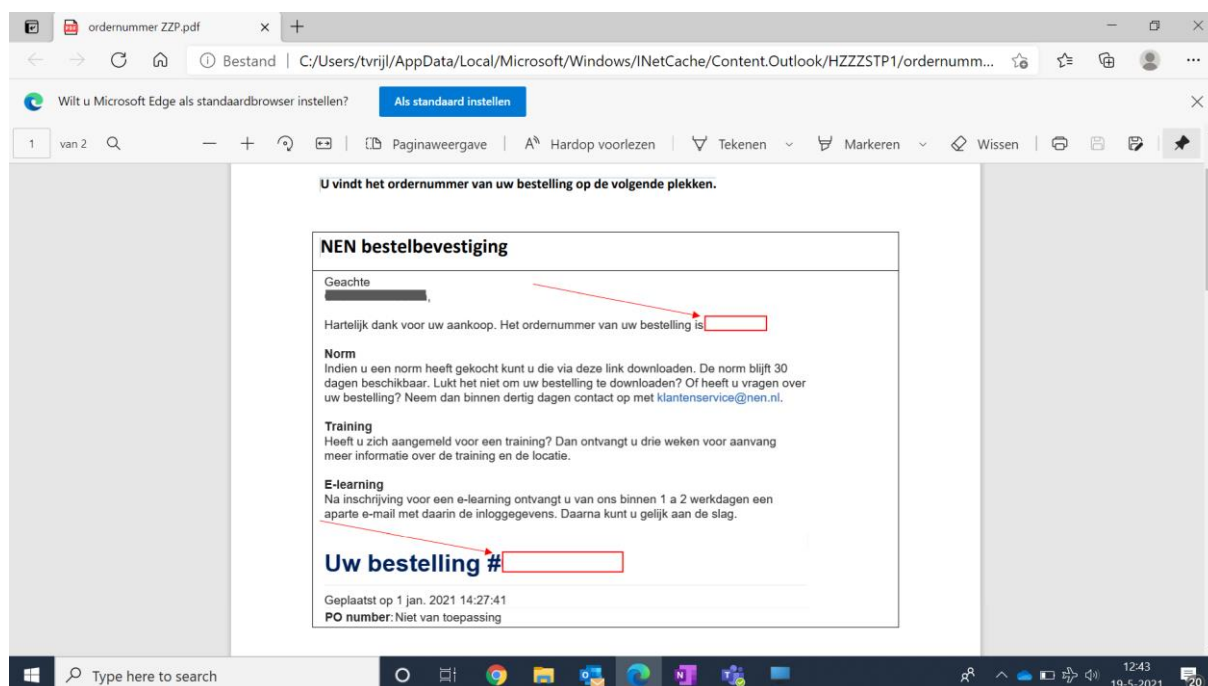 ordernummer ZZP.pdf
Bestand | C:/Users/tvrijl/AppData/Local/Microsoft/Windows/INetCache/Content.Outlook/HZZZSTP1/ordernumm...
Wilt u Microsoft Edge als standaardbrowser instellen? Als standaard instellen
1 van 2 Paginaweergave Hardop voorlezen Tekenen Markeren Wissen
U vindt het ordernummer van uw bestelling op de volgende plekken.
NEN bestelbevestiging
Geachte
,
Hartelijk dank voor uw aankoop. Het ordernummer van uw bestelling is
Norm
Indien u een norm heeft gekocht kunt u die via deze link downloaden. De norm blijft 30
dagen beschikbaar. Lukt het niet om uw bestelling te downloaden? Of heeft u vragen over
uw bestelling? Neem dan binnen dertig dagen contact op met klantenservice@nen.nl.
Training
Heeft u zich aangemeld voor een training? Dan ontvangt u drie weken voor aanvang
meer informatie over de training en de locatie.
E-learning
Na inschrijving voor een e-learning ontvangt u van ons binnen 1 a 2 werkdagen een
aparte e-mail met daarin de inloggegevens. Daarna kunt u gelijk aan de slag.
Uw bestelling #
Geplaatst op 1 jan. 2021 14:27:41
PO number: Niet van toepassing
Type here to search
12:43
19-5-2021
20